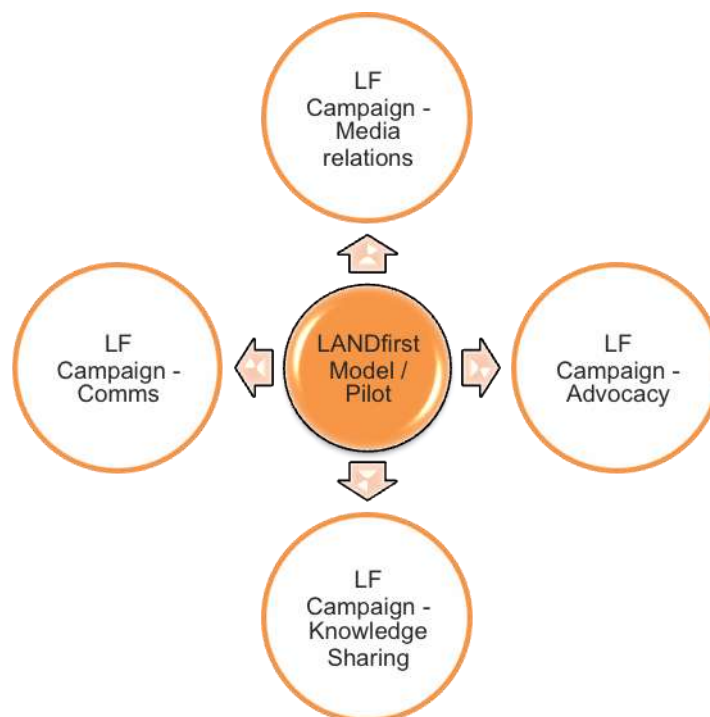 LF
Campaign -
Media
relations
LF
Campaign -
Comms
LANDfirst
Model /
Pilot
LF
Campaign -
Advocacy
LF
Campaign -
Knowledge
Sharing